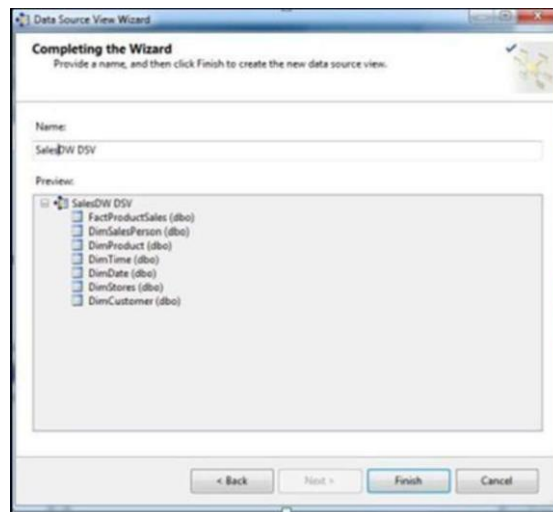 Data Source View Wizard
Completing the Wizard
Provide a name, and then click Finish to create the new data source view.
Name:
SalesDW DSV
Preview:
SalesDW DSV
FactProductSales (dbo)
DimSalesPerson (dbo)
DimProduct (dbo)
DimTime (dbo)
DimDate (dbo)
DimStores (dbo)
DimCustomer (dbo)
< Back Next > Finish Cancel